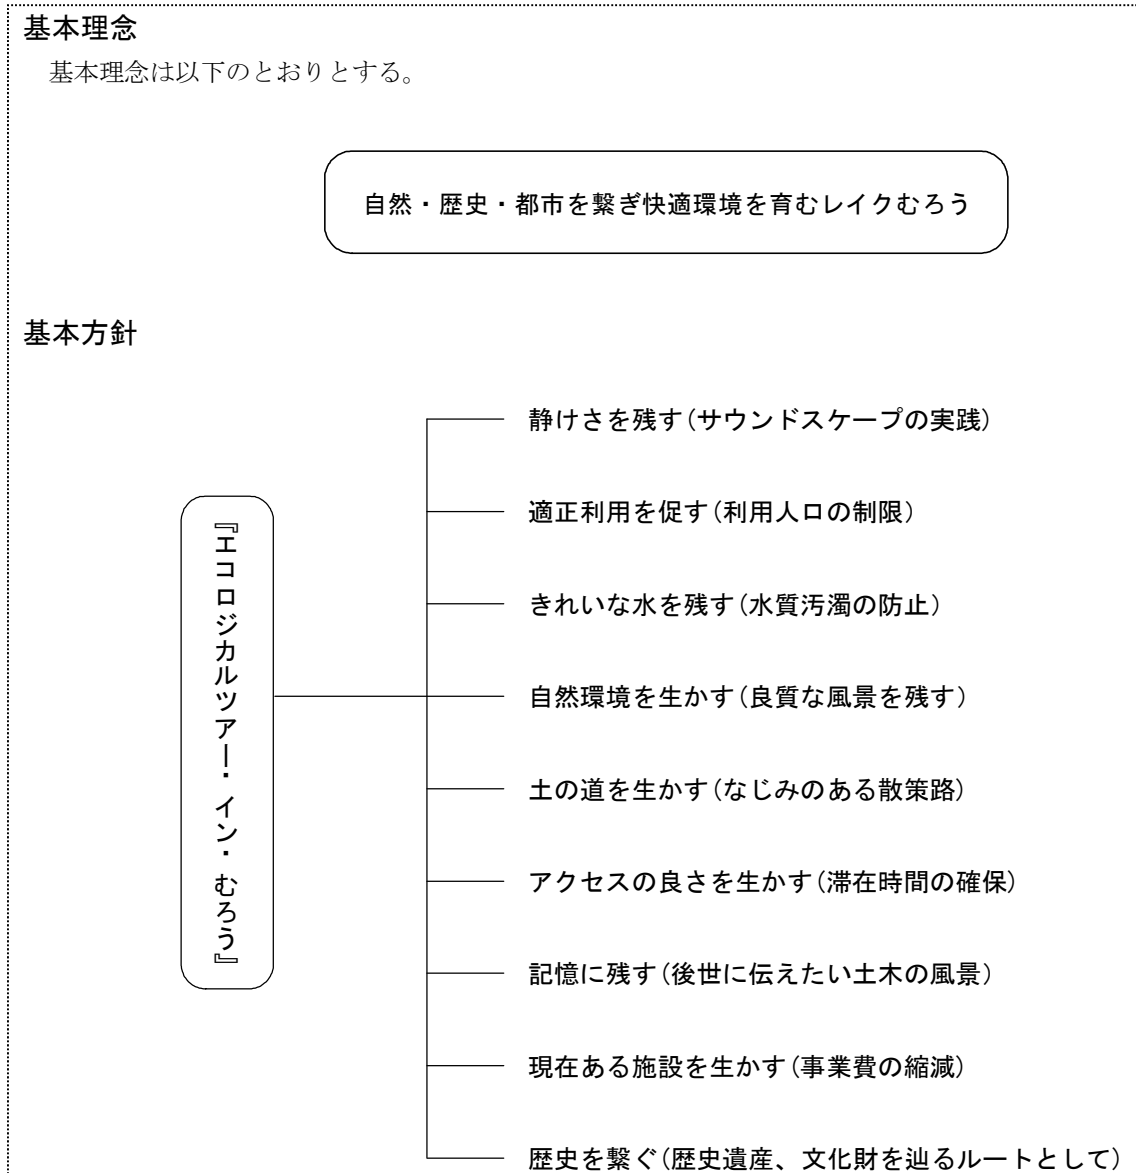 基本理念
基本理念は以下のとおりとする。
自然・歴史・都市を繋ぎ快適環境を育むレイクむろう
基本方針
『エコロジカルツアー・イン・むろう』
静けさを残す(サウンドスケープの実践)
適正利用を促す(利用人口の制限)
きれいな水を残す(水質汚濁の防止)
自然環境を生かす(良質な風景を残す)
土の道を生かす(なじみのある散策路)
アクセスの良さを生かす(滞在時間の確保)
記憶に残す(後世に伝えたい土木の風景)
現在ある施設を生かす(事業費の縮減)
歴史を繋ぐ(歴史遺産、文化財を辿るルートとして)